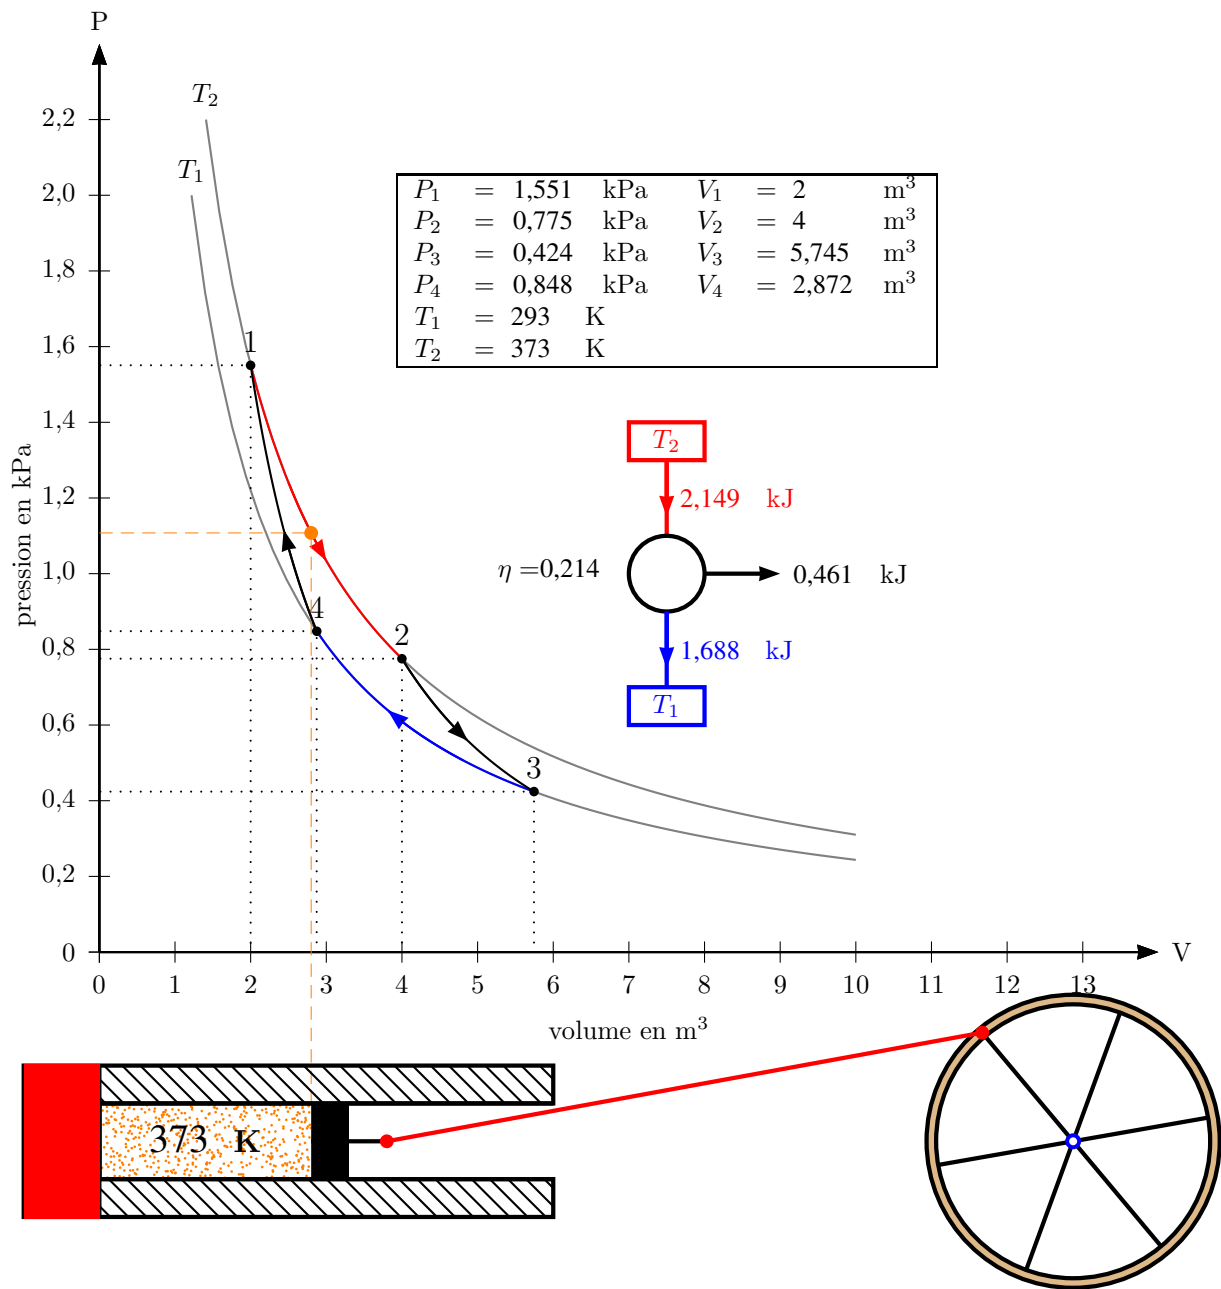 P
T₂
2,2
T₁
2,0
P₁ = 1,551 kPa V₁ = 2 m³
P₂ = 0,775 kPa V₂ = 4 m³
P₃ = 0,424 kPa V₃ = 5,745 m³
P₄ = 0,848 kPa V₄ = 2,872 m³
T₁ = 293 K
T₂ = 373 K
1,8
1,6
1
1,4
T₂
pression en kPa
1,2
2,149 kJ
η =0,214
1,0
0,461 kJ
4
0,8
2
1,688 kJ
T₁
0,6
3
0,4
0,2
0
V
0 1 2 3 4 5 6 7 8 9 10 11 12 13
volume en m³
373 K